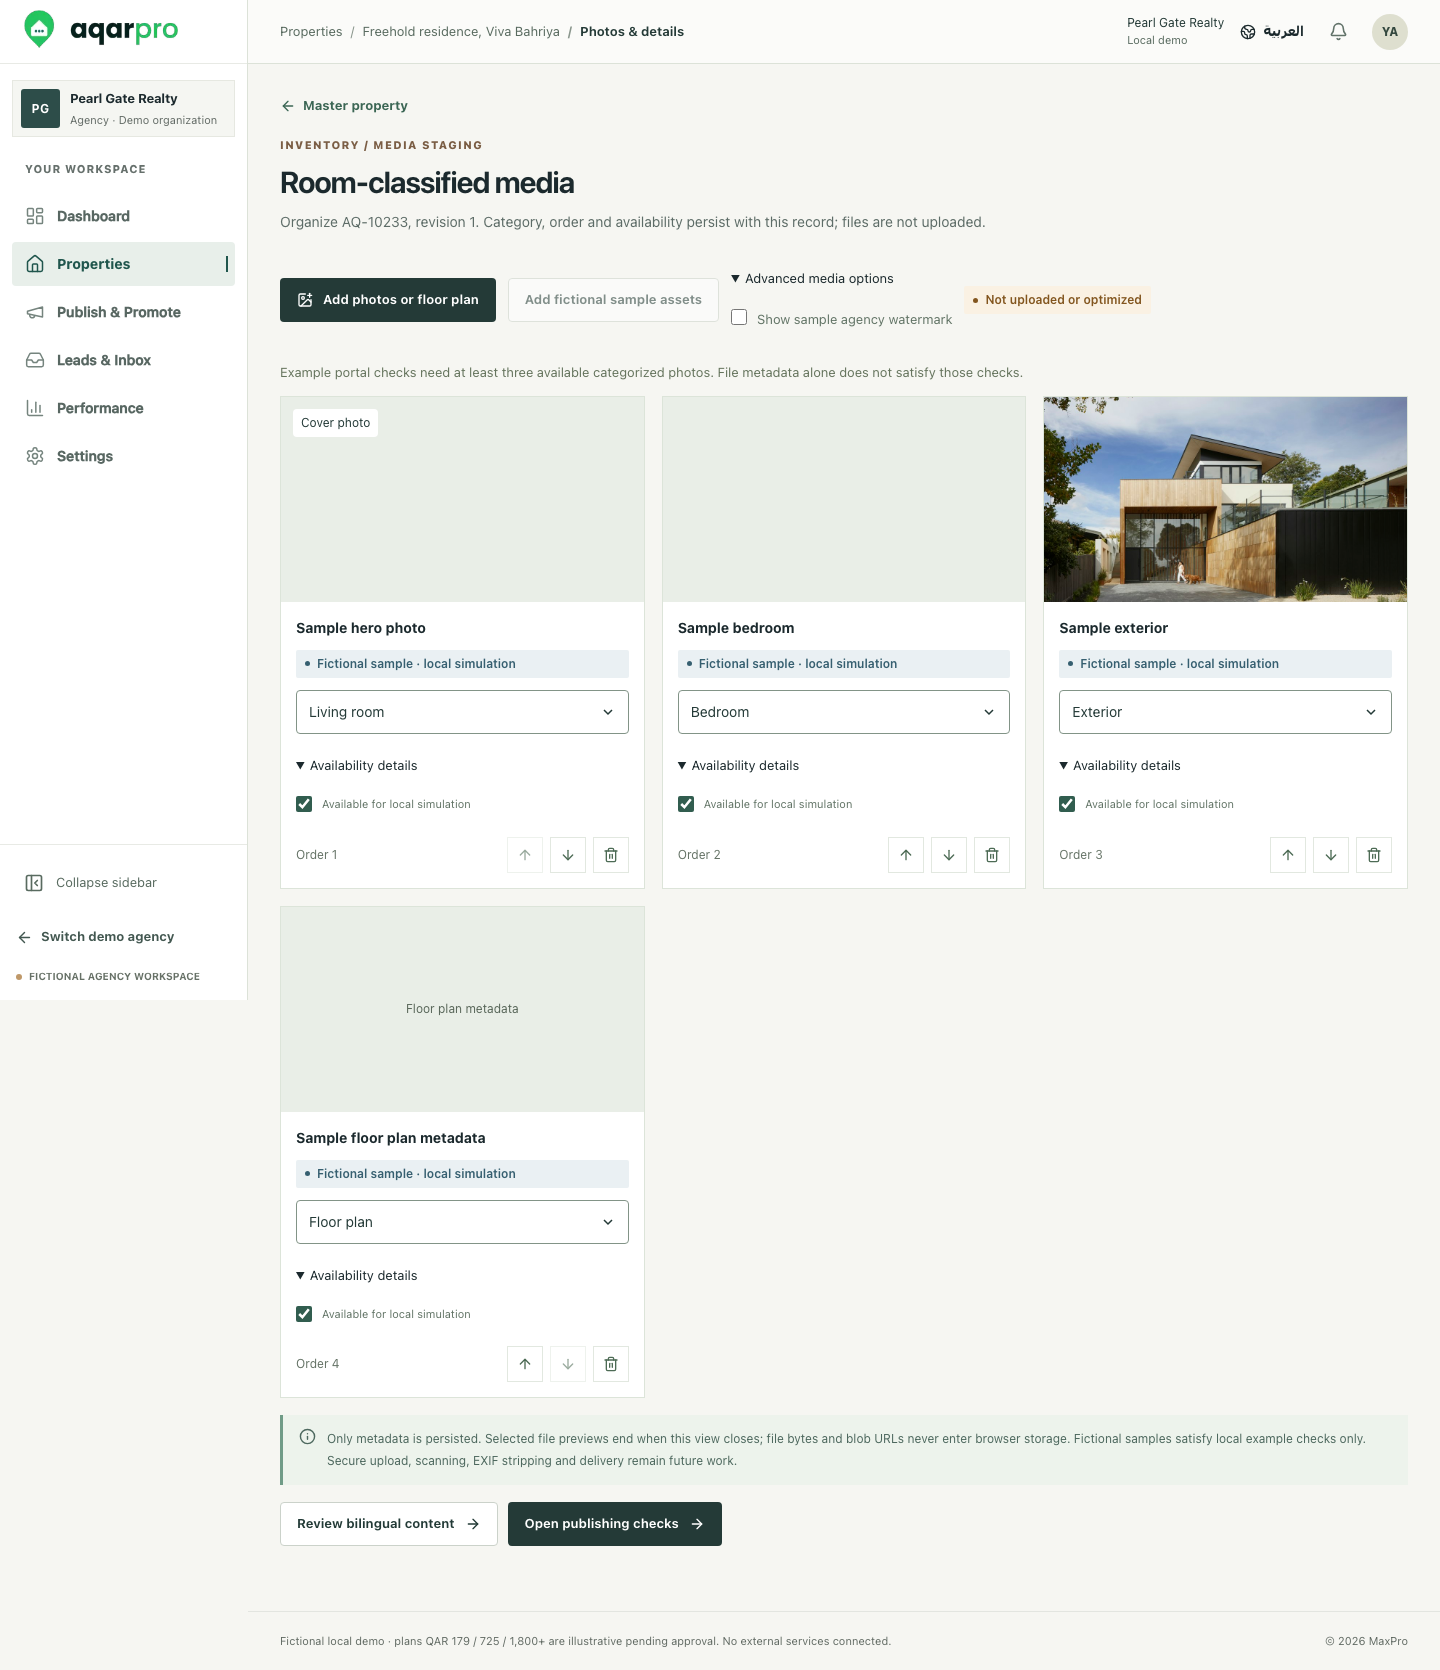 aqarpro
Properties / Freehold residence, Viva Bahriya / Photos & details
Pearl Gate Realty
Local demo
العربية
YA
PG
Pearl Gate Realty
Agency · Demo organization
YOUR WORKSPACE
Dashboard
Properties
Publish & Promote
Leads & Inbox
Performance
Settings
Collapse sidebar
Switch demo agency
FICTIONAL AGENCY WORKSPACE
Master property
INVENTORY / MEDIA STAGING
Room-classified media
Organize AQ-10233, revision 1. Category, order and availability persist with this record; files are not uploaded.
Add photos or floor plan
Add fictional sample assets
Advanced media options
Show sample agency watermark
Not uploaded or optimized
Example portal checks need at least three available categorized photos. File metadata alone does not satisfy those checks.
Cover photo
Sample hero photo
Fictional sample · local simulation
Living room
Availability details
Available for local simulation
Order 1
Sample bedroom
Fictional sample · local simulation
Bedroom
Availability details
Available for local simulation
Order 2
Sample exterior
Fictional sample · local simulation
Exterior
Availability details
Available for local simulation
Order 3
Floor plan metadata
Sample floor plan metadata
Fictional sample · local simulation
Floor plan
Availability details
Available for local simulation
Order 4
Only metadata is persisted. Selected file previews end when this view closes; file bytes and blob URLs never enter browser storage. Fictional samples satisfy local example checks only.
Secure upload, scanning, EXIF stripping and delivery remain future work.
Review bilingual content
Open publishing checks
Fictional local demo · plans QAR 179 / 725 / 1,800+ are illustrative pending approval. No external services connected.
© 2026 MaxPro